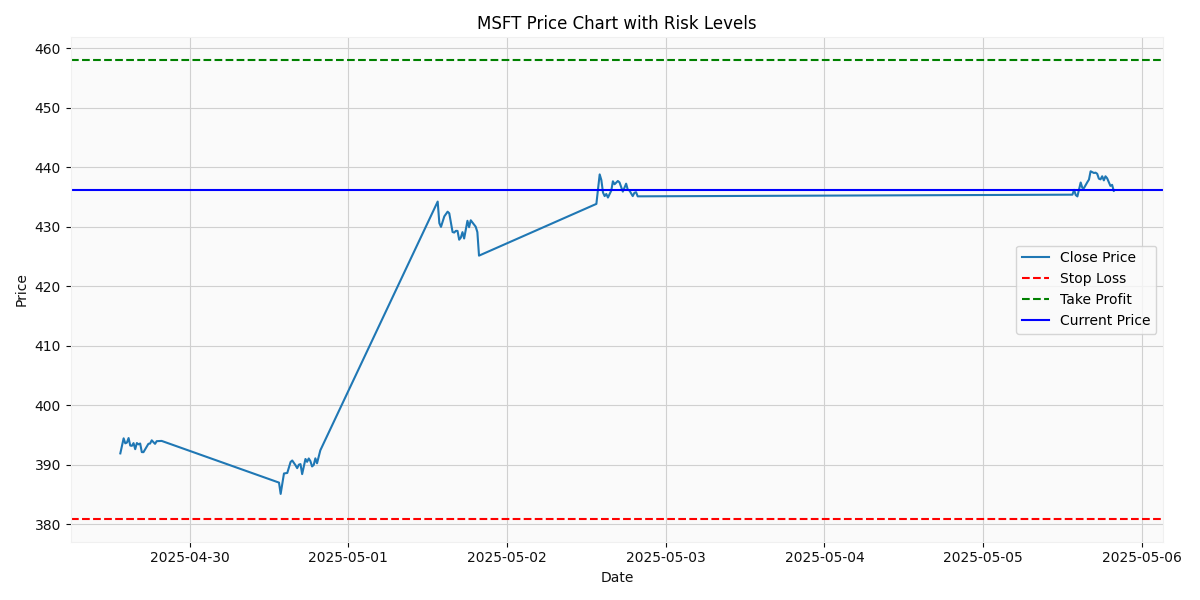 MSFT Price Chart with Risk Levels
460
450
440
430
420
410
400
390
380
Price
Close Price
Stop Loss
Take Profit
Current Price
2025-04-30
2025-05-01
2025-05-02
2025-05-03
2025-05-04
2025-05-05
2025-05-06
Date